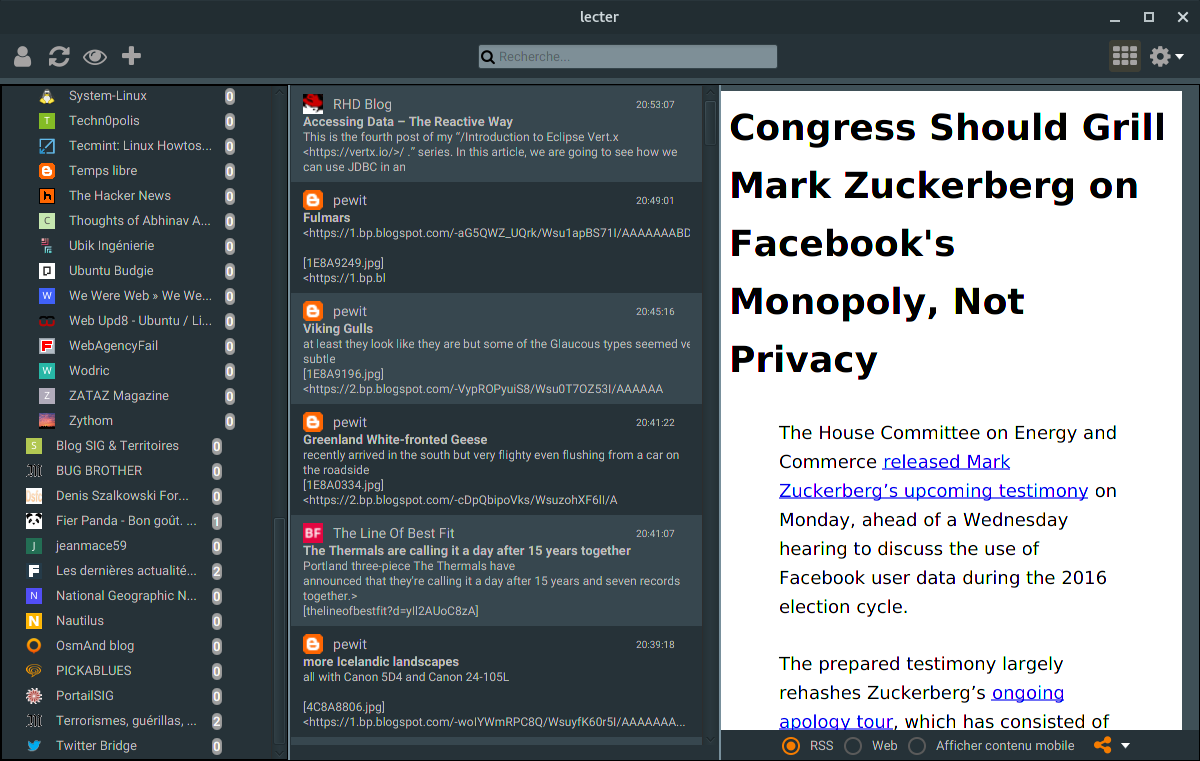 lecter
Recherche...
System-Linux 0
T Techn0polis 0
Tecmint: Linux Howtos... 0
Temps libre 0
h The Hacker News 0
C Thoughts of Abhinav A... 0
Ubik Ingénierie 0
Ubuntu Budgie 0
W We Were Web » We We... 0
Web Upd8 - Ubuntu / Li... 0
F WebAgencyFail 0
W Wodric 0
Z ZATAZ Magazine 0
Zythom 0
S Blog SIG & Territoires 0
BUG BROTHER 0
Denis Szalkowski For... 0
Fier Panda - Bon goût. ... 1
J jeanmace59 0
F Les dernières actualité... 2
N National Geographic N... 0
N Nautilus 0
OsmAnd blog 0
PICKABLUES 0
PortailSIG 0
Terrorismes, guérillas, ... 2
Twitter Bridge 0
RHD Blog 20:53:07
Accessing Data – The Reactive Way
This is the fourth post of my “/Introduction to Eclipse Vert.x
<https://vertx.io/>/ .” series. In this article, we are going to see how we
can use JDBC in an
pewit 20:49:01
Fulmars
<https://1.bp.blogspot.com/-aG5QWZ_UQrk/Wsu1apBS71I/AAAAAAABD
[1E8A9249.jpg]
<https://1.bp.bl
pewit 20:45:16
Viking Gulls
at least they look like they are but some of the Glaucous types seemed ve
subtle
[1E8A9196.jpg]
<https://2.bp.blogspot.com/-VypROPyuiS8/Wsu0T7OZ53I/AAAAAA
pewit 20:41:22
Greenland White-fronted Geese
recently arrived in the south but very flighty even flushing from a car on
the roadside
[1E8A0334.jpg]
<https://2.bp.blogspot.com/-cDpQbipoVks/WsuzohXF6II/A
BF The Line Of Best Fit 20:41:07
The Thermals are calling it a day after 15 years together
Portland three-piece The Thermals have
announced that they're calling it a day after 15 years and seven records
together.>
[thelineofbestfit?d=yIl2AUoC8zA]
pewit 20:39:18
more Icelandic landscapes
all with Canon 5D4 and Canon 24-105L
[4C8A8806.jpg]
<https://1.bp.blogspot.com/-woIYWmRPC8Q/WsuyfK60r5I/AAAAAAA...
Congress Should Grill
Mark Zuckerberg on
Facebook's
Monopoly, Not
Privacy
The House Committee on Energy and
Commerce released Mark
Zuckerberg’s upcoming testimony on
Monday, ahead of a Wednesday
hearing to discuss the use of
Facebook user data during the 2016
election cycle.
The prepared testimony largely
rehashes Zuckerberg’s ongoing
apology tour, which has consisted of
RSS Web Afficher contenu mobile